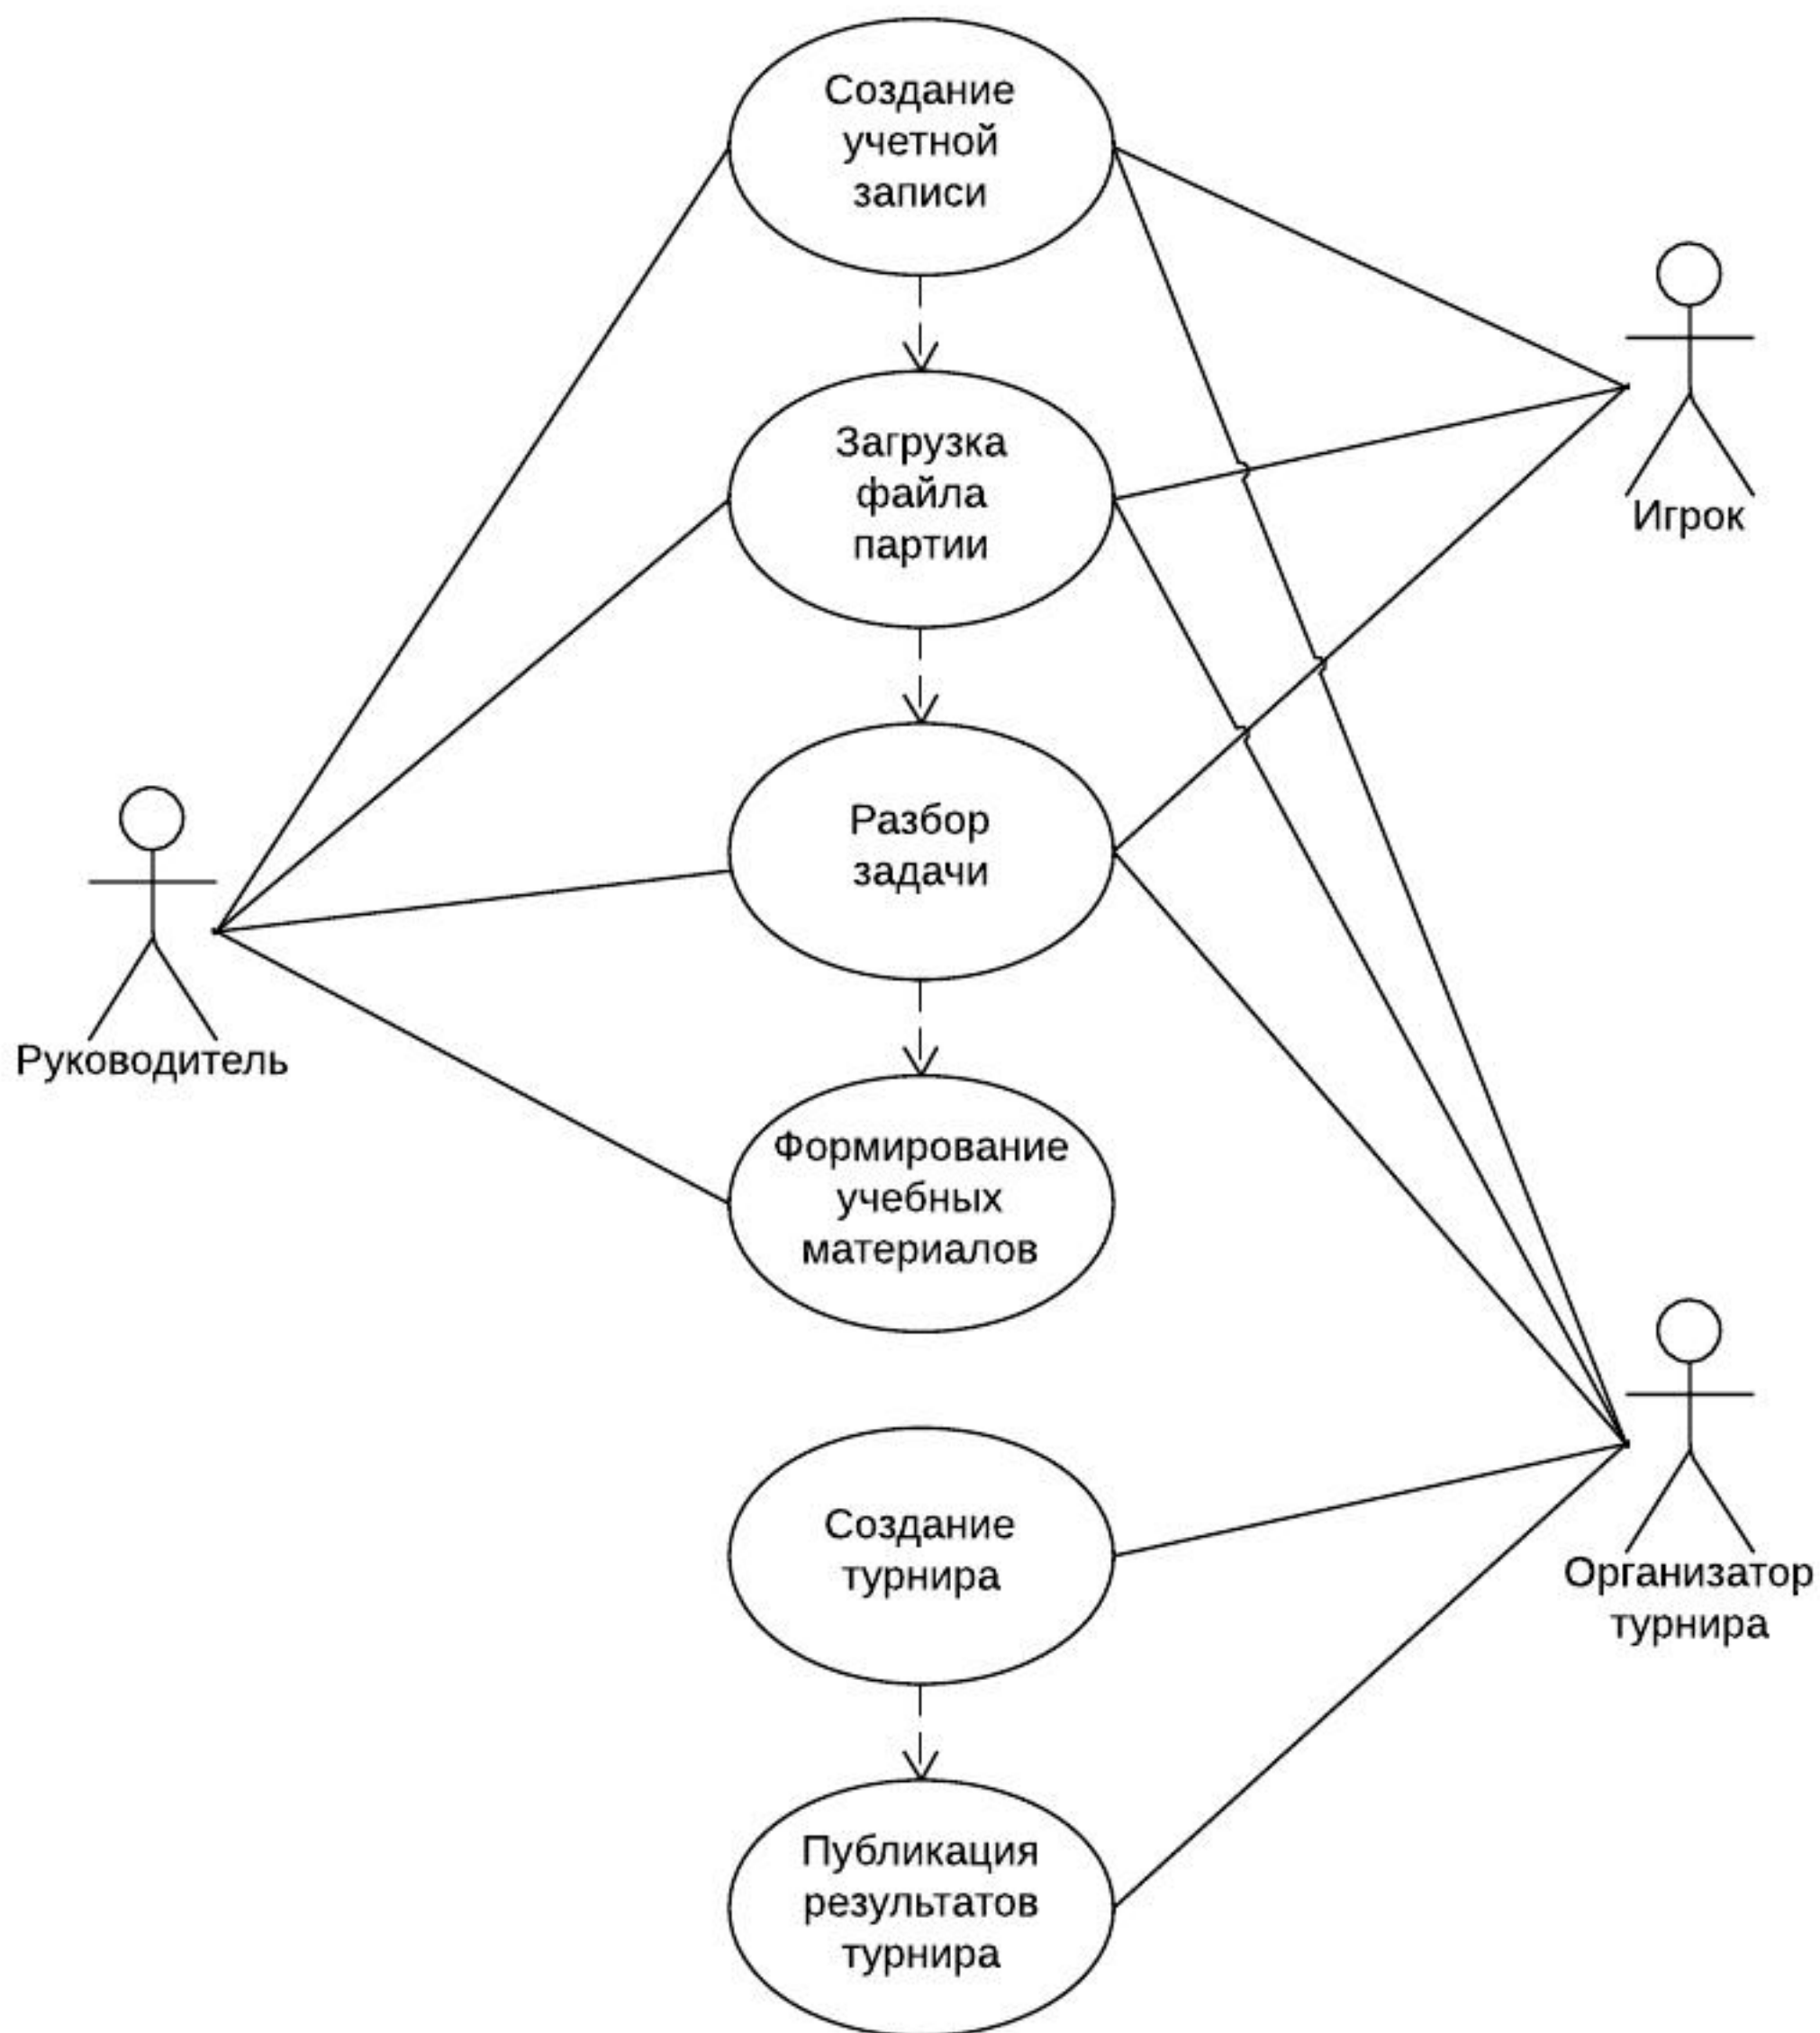 Создание
учетной
записи
Загрузка
файла
партии
Игрок
Разбор
задачи
Руководитель
Формирование
учебных
материалов
Создание
турнира
Организатор
турнира
Публикация
результатов
турнира